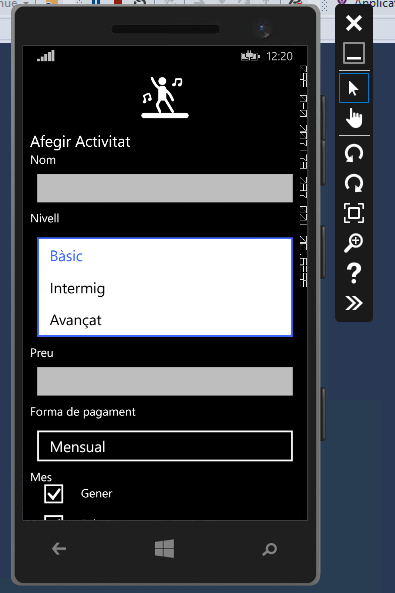 12:20
Afegir Activitat
Nom
Nivell
Bàsic
Intermig
Avançat
Preu
Forma de pagament
Mensual
Mes
Gener